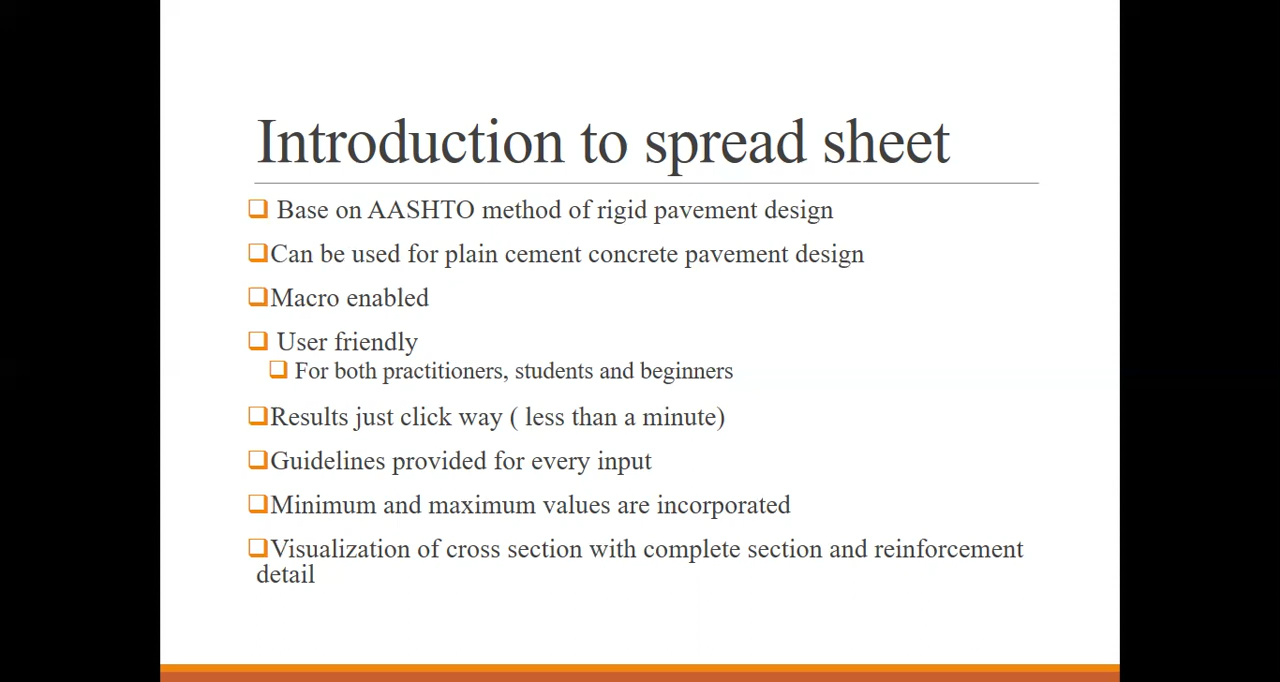 Introduction to spread sheet
Base on AASHTO method of rigid pavement design
Can be used for plain cement concrete pavement design
Macro enabled
User friendly
For both practitioners, students and beginners
Results just click way ( less than a minute)
Guidelines provided for every input
Minimum and maximum values are incorporated
Visualization of cross section with complete section and reinforcement
detail